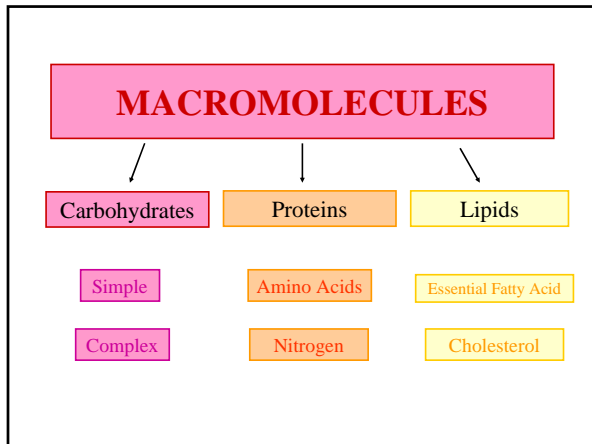 MACROMOLECULES
Carbohydrates
Proteins
Lipids
Simple
Amino Acids
Essential Fatty Acid
Complex
Nitrogen
Cholesterol